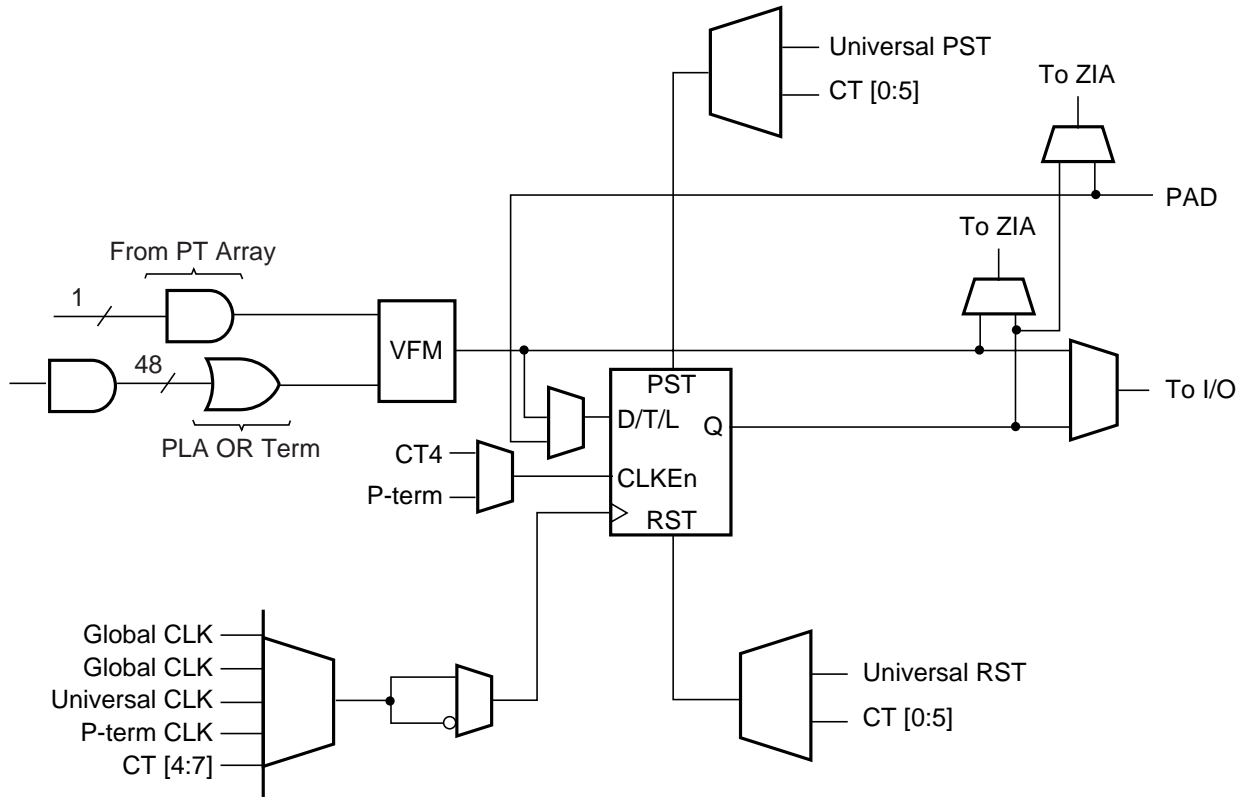 Universal PST
CT [0:5]
To ZIA
PAD
To ZIA
From PT Array
1
VFM
48
PLA OR Term
To I/O
PST
D/T/L
Q
CT4
CLKEn
P-term
RST
Global CLK
Global CLK
Universal CLK
P-term CLK
CT [4:7]
Universal RST
CT [0:5]